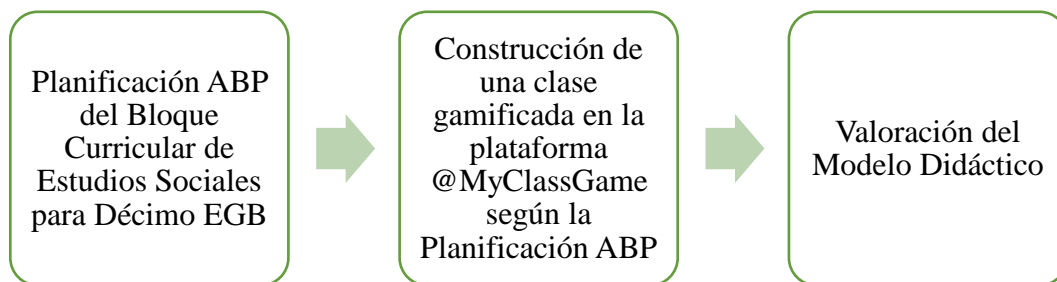 Planificación ABP
del Bloque
Curricular de
Estudios Sociales
para Décimo EGB
Construcción de
una clase
gamificada en la
plataforma
@MyClassGame
según la
Planificación ABP
Valoración del
Modelo Didáctico